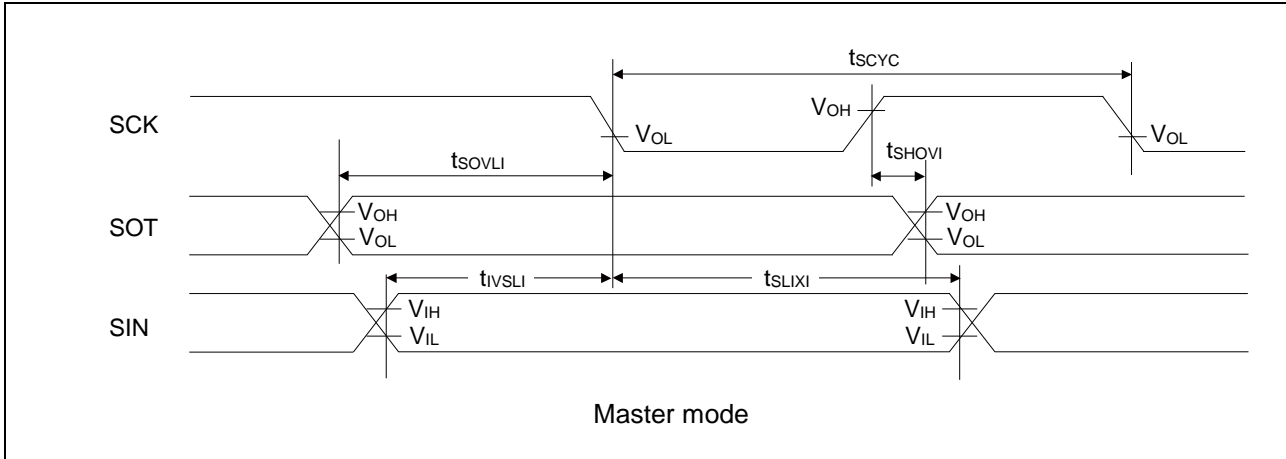 tSCYC
SCK
VOH
VOL
VOL
tSHOVI
tSOVLI
SOT
VOH
VOL
VOH
VOL
tIVSLI
tSLIXI
SIN
VIH
VIL
VIH
VIL
Master mode